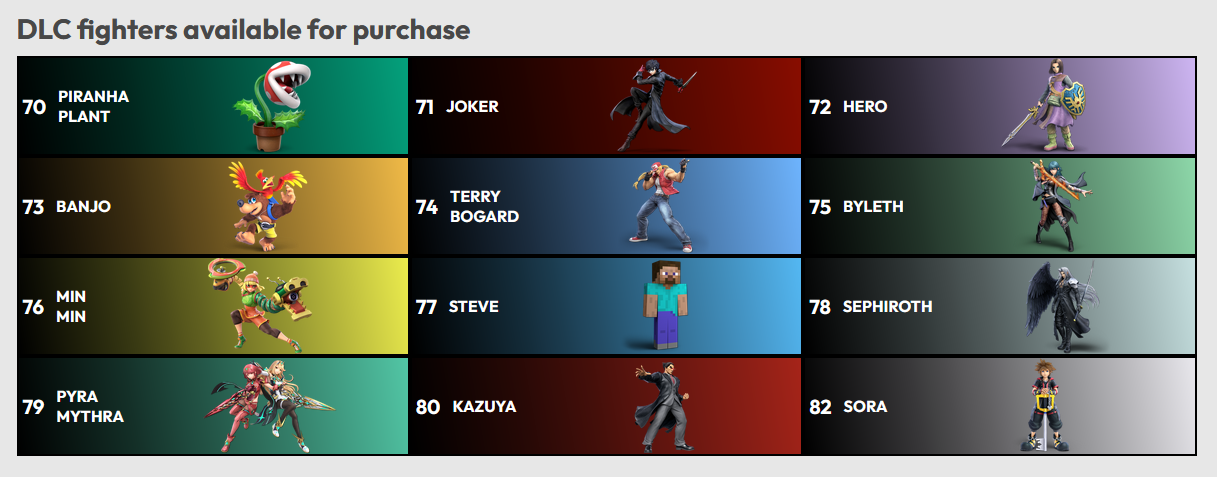 DLC fighters available for purchase
70 PIRANHA
PLANT
71 JOKER
72 HERO
73 BANJO
74 TERRY
BOGARD
75 BYLETH
76 MIN
MIN
77 STEVE
78 SEPHIROTH
79 PYRA
MYTHRA
80 KAZUYA
82 SORA